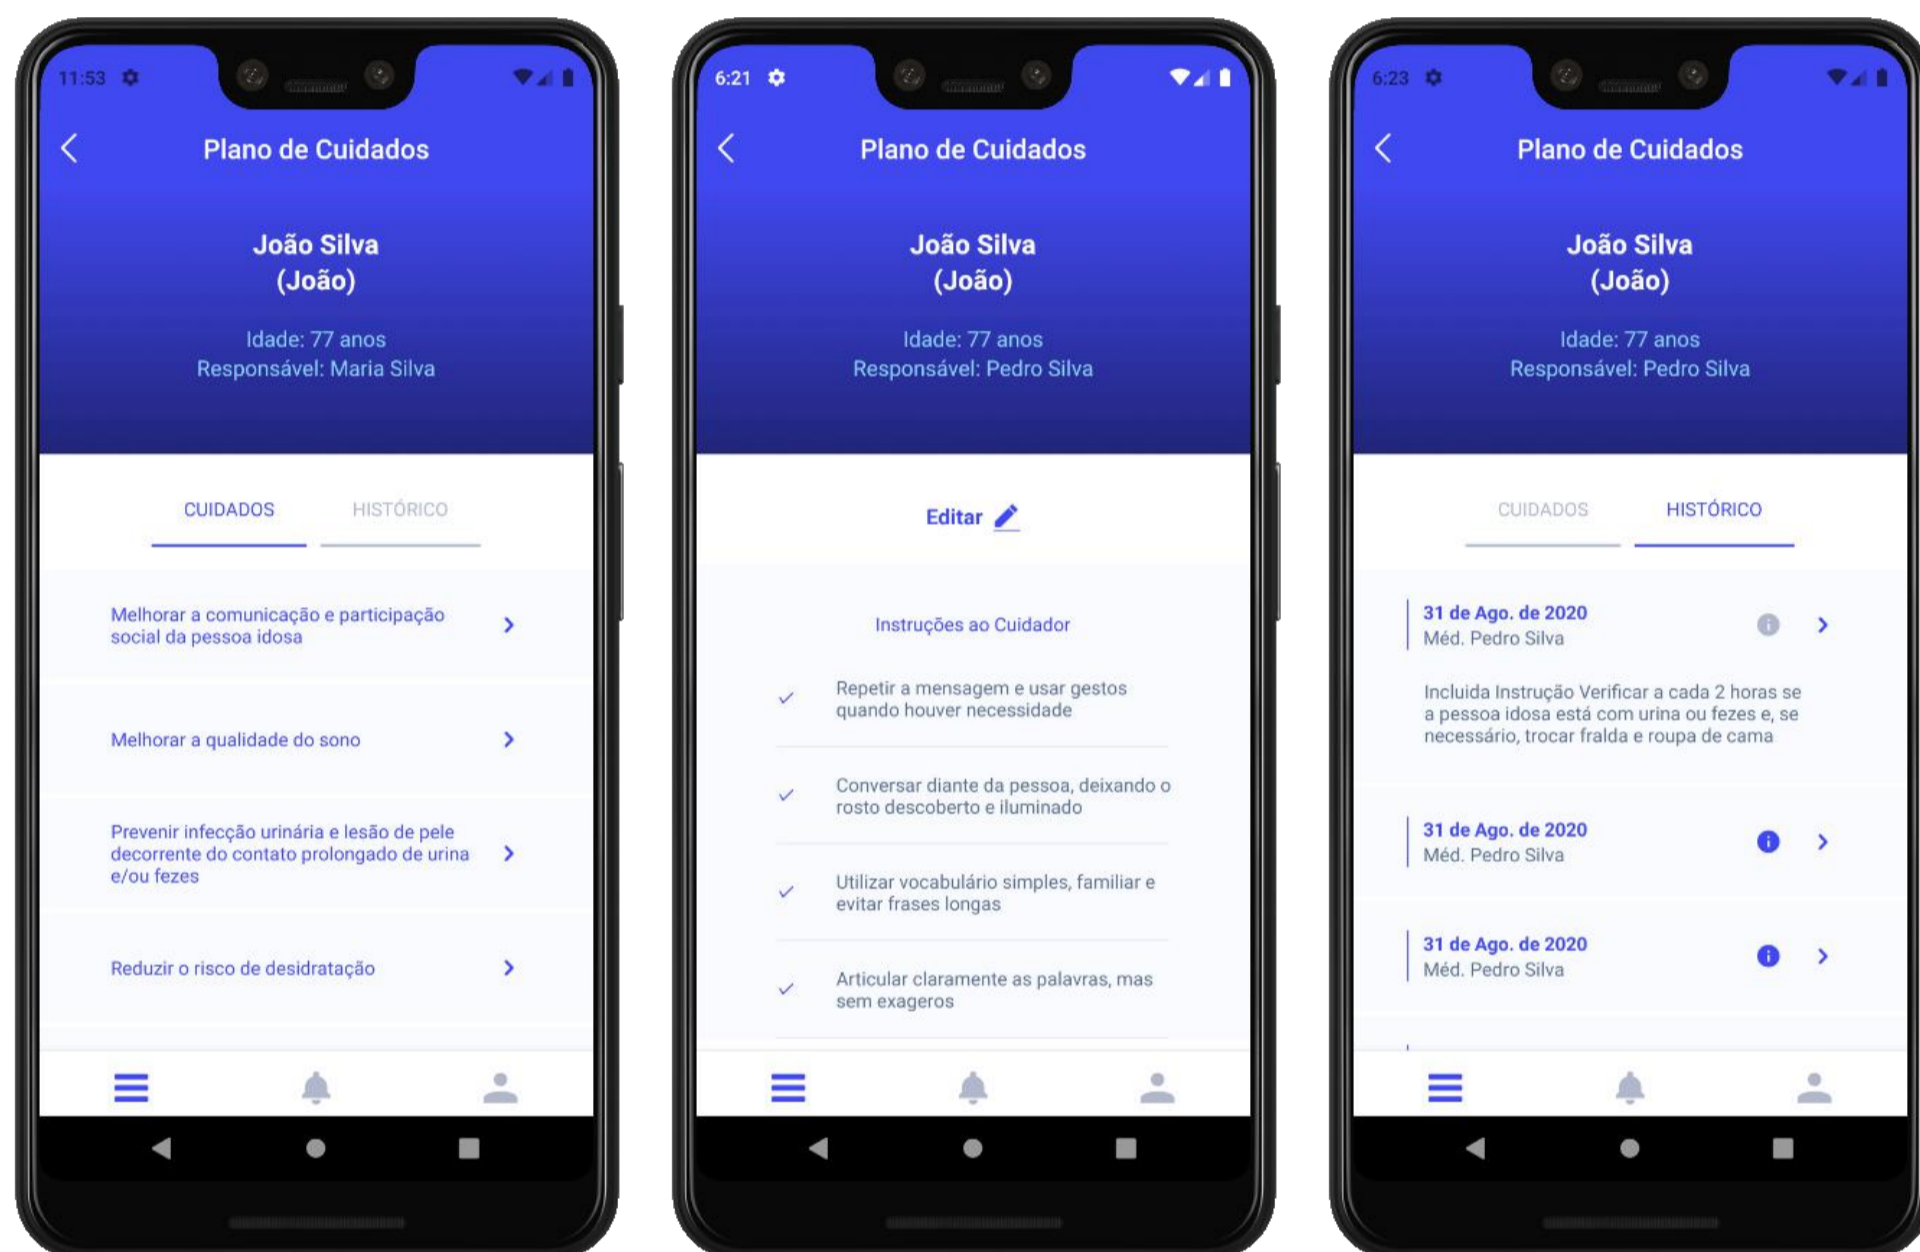 11:53
Plano de Cuidados
João Silva
(João)
Idade: 77 anos
Responsável: Maria Silva
CUIDADOS
HISTÓRICO
Melhorar a comunicação e participação
social da pessoa idosa
Melhorar a qualidade do sono
Prevenir infecção urinária e lesão de pele
decorrente do contato prolongado de urina
e/ou fezes
Reduzir o risco de desidratação
6:21
Plano de Cuidados
João Silva
(João)
Idade: 77 anos
Responsável: Pedro Silva
Editar
Instruções ao Cuidador
Repetir a mensagem e usar gestos
quando houver necessidade
Conversar diante da pessoa, deixando o
rosto descoberto e iluminado
Utilizar vocabulário simples, familiar e
evitar frases longas
Articular claramente as palavras, mas
sem exageros
6:23
Plano de Cuidados
João Silva
(João)
Idade: 77 anos
Responsável: Pedro Silva
CUIDADOS
HISTÓRICO
31 de Ago. de 2020
Méd. Pedro Silva
Incluida Instrução Verificar a cada 2 horas se
a pessoa idosa está com urina ou fezes e, se
necessário, trocar fralda e roupa de cama
31 de Ago. de 2020
Méd. Pedro Silva
31 de Ago. de 2020
Méd. Pedro Silva